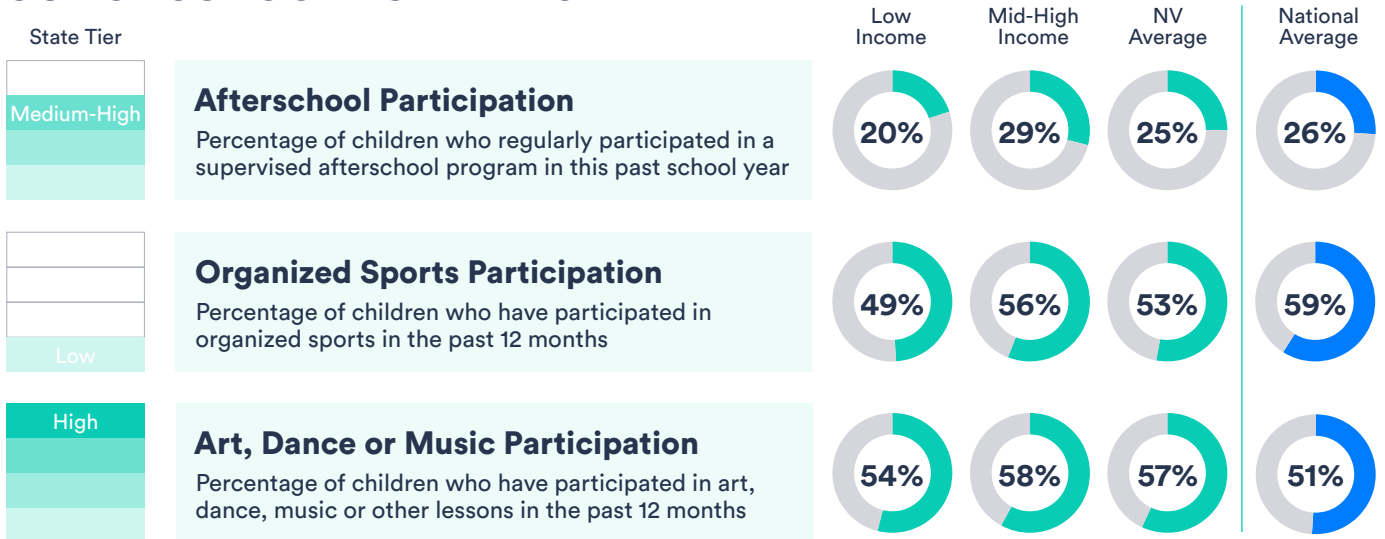 State Tier
Low
Income
Mid-High
Income
NV
Average
National
Average
Medium-High
Afterschool Participation
Percentage of children who regularly participated in a
supervised afterschool program in this past school year
20%
29%
25%
26%
Low
Organized Sports Participation
Percentage of children who have participated in
organized sports in the past 12 months
49%
56%
53%
59%
High
Art, Dance or Music Participation
Percentage of children who have participated in art,
dance, music or other lessons in the past 12 months
54%
58%
57%
51%